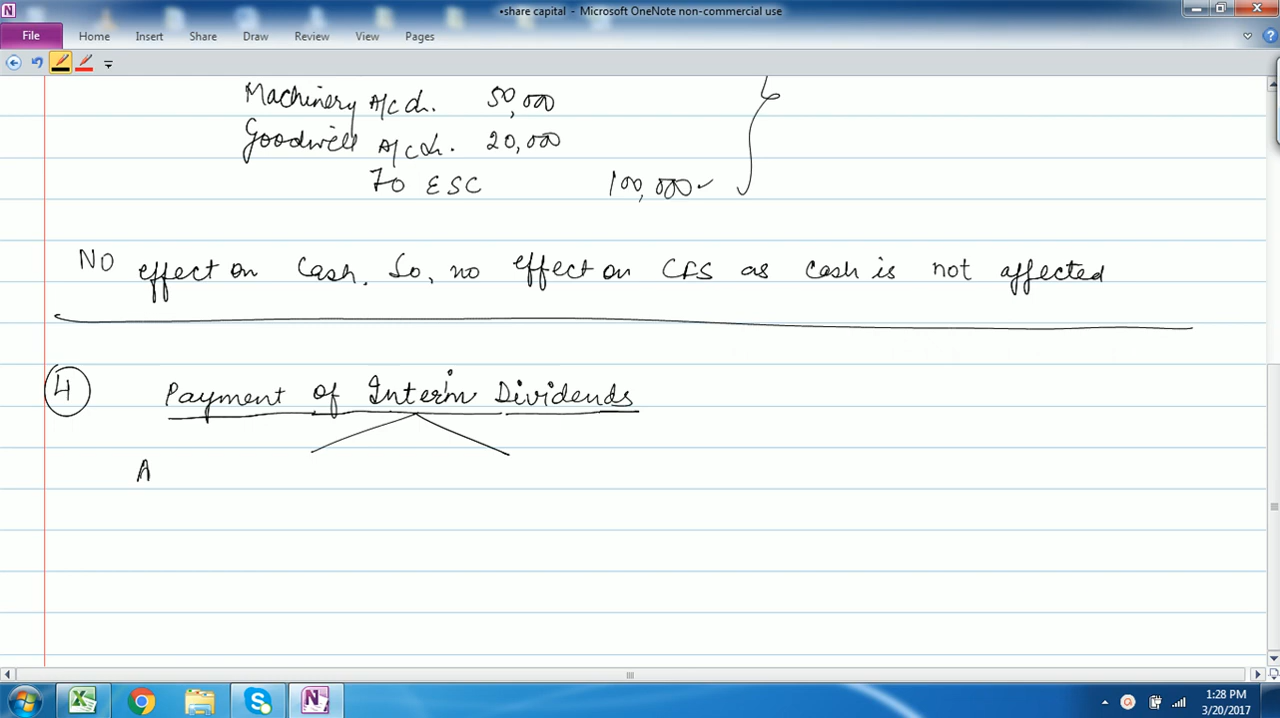 •share capital - Microsoft OneNote non-commercial use
File Home Insert Share Draw Review View Pages
Machinery A/c dr. 50,000
Goodwill A/c dr. 20,000
To ESC 100,000
NO effect on Cash. So, no effect on CFS as cash is not affected
4 Payment of Interim Dividends
A
1:28 PM
3/20/2017